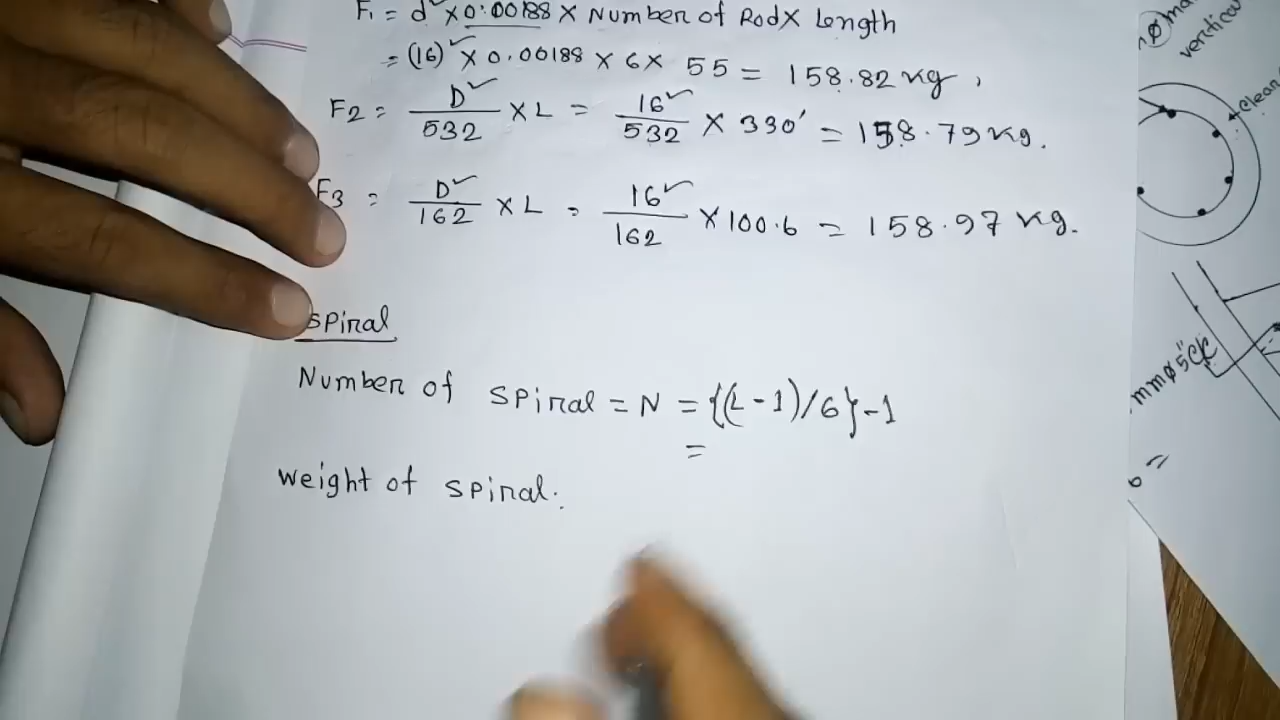 F1 = d² × 0.00188 × Number of Rod × Length
= (16)² × 0.00188 × 6 × 55 = 158.82 kg,
F2 = D²/532 × L = 16²/532 × 330' = 158.79 kg.
F3 = D²/162 × L = 16²/162 × 100.6 = 158.97 kg.
Spiral
Number of spiral = N = {(L-1)/6}-1
=
weight of spiral.
vertical
clean
mmØ5"